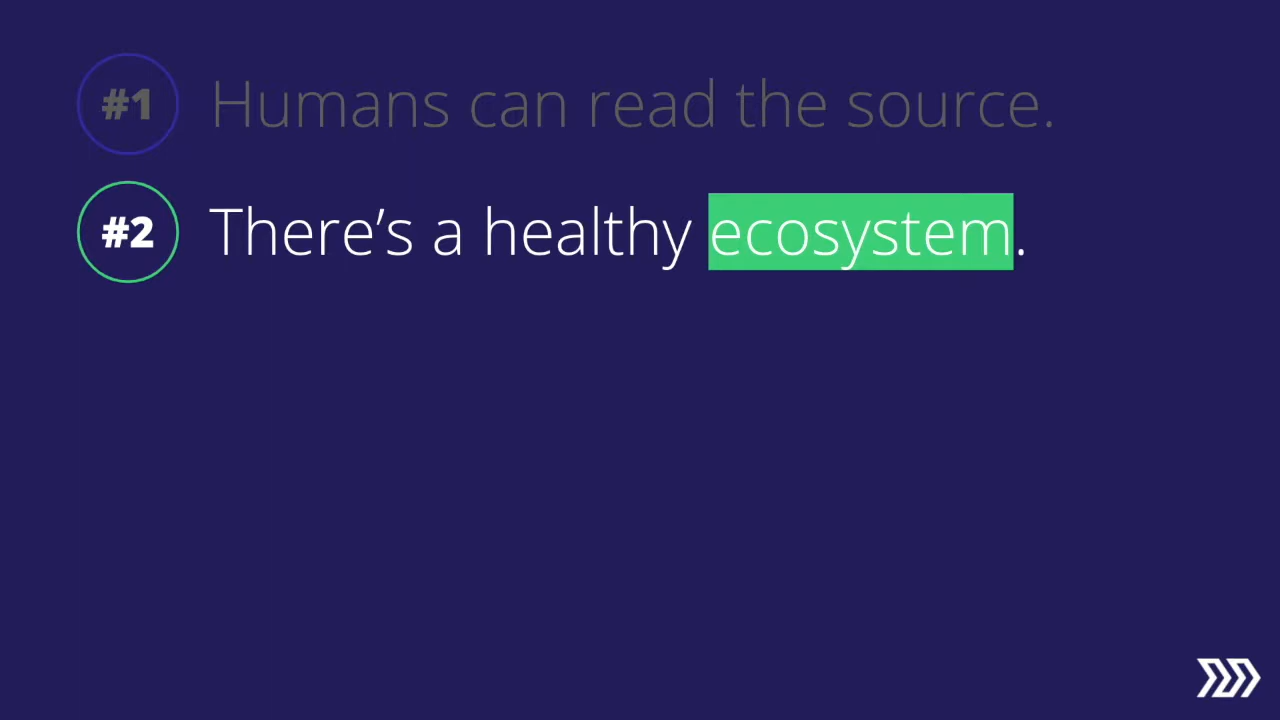 #1 Humans can read the source.
#2 There’s a healthy ecosystem.